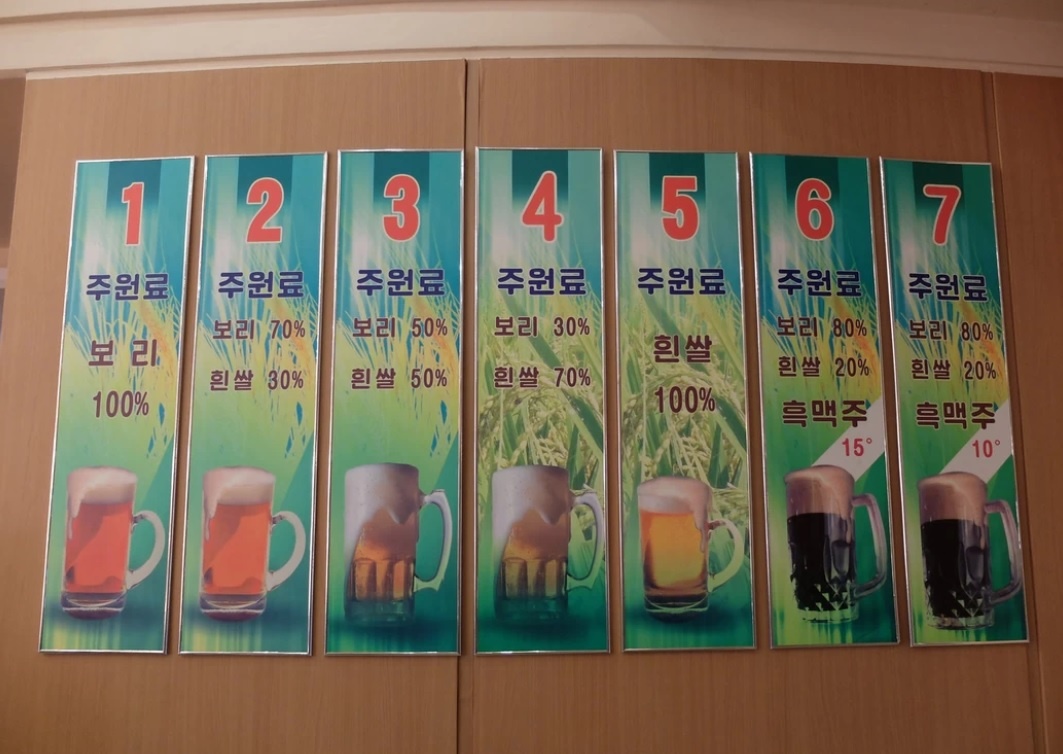 1
주원료
보리
100%
2
주원료
보리 70%
흰쌀 30%
3
주원료
보리 50%
흰쌀 50%
4
주원료
보리 30%
흰쌀 70%
5
주원료
흰쌀
100%
6
주원료
보리 80%
흰쌀 20%
흑맥주
15°
7
주원료
보리 80%
흰쌀 20%
흑맥주
10°